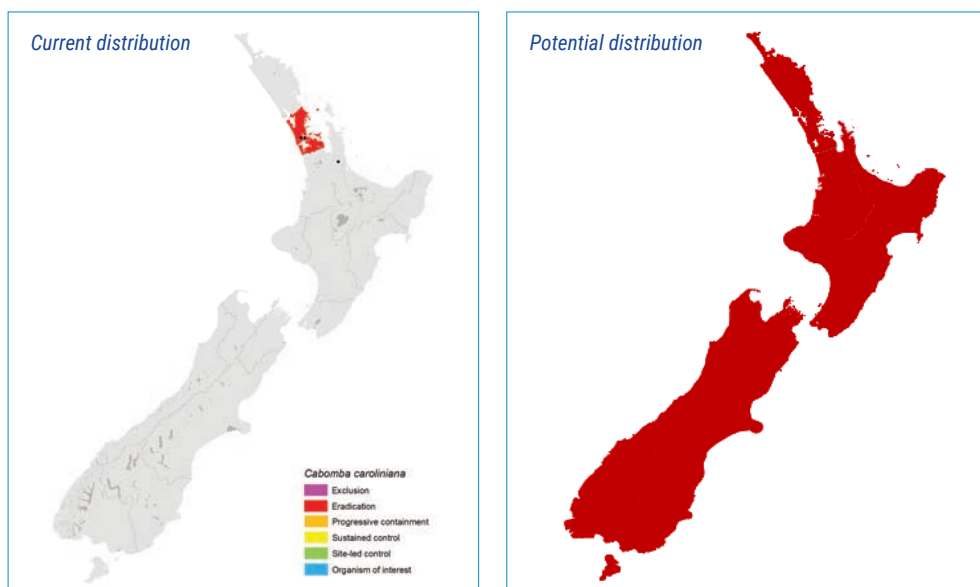 Current distribution
Potential distribution
Cabomba caroliniana
Exclusion
Eradication
Progressive containment
Sustained control
Site-led control
Organism of interest